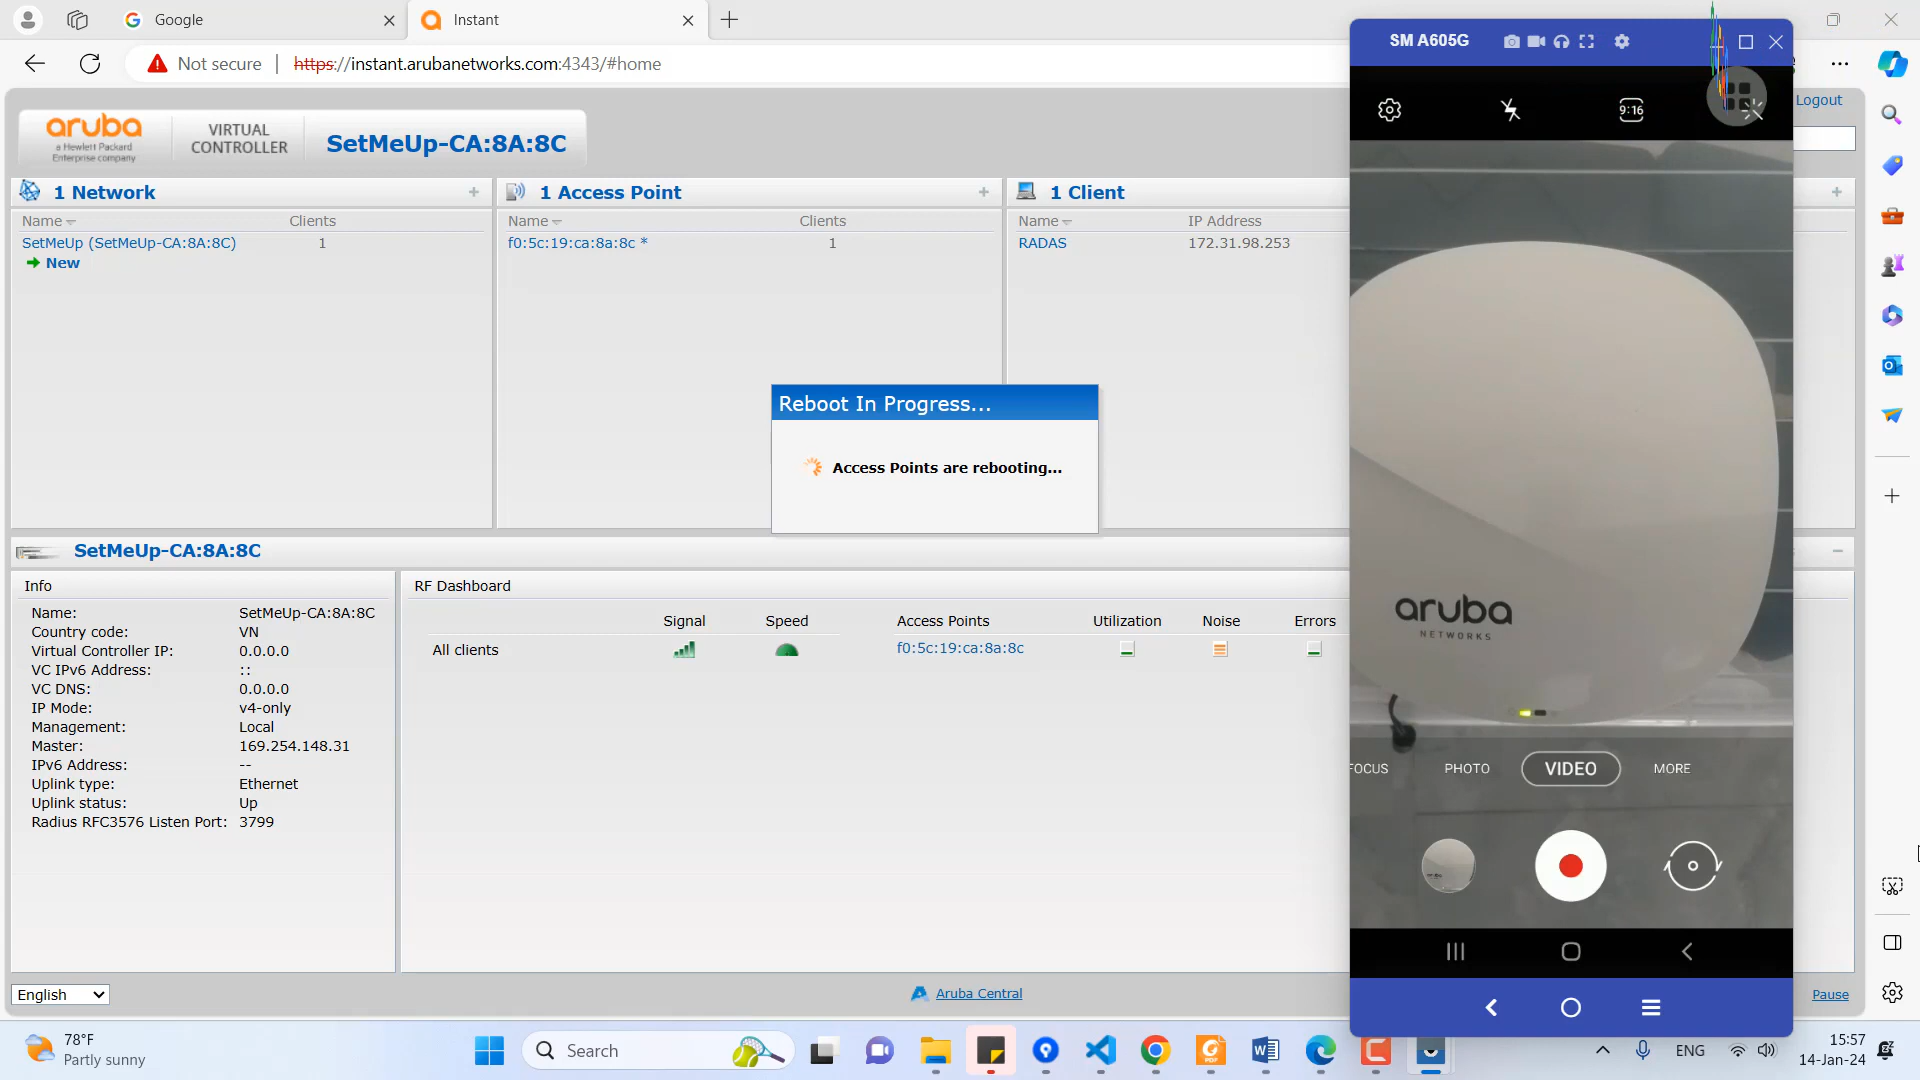 Google
Instant
Not secure
https://instant.arubanetworks.com:4343/#home
aruba
a Hewlett Packard
Enterprise company
VIRTUAL
CONTROLLER
SetMeUp-CA:8A:8C
Logout
1 Network
Name
Clients
SetMeUp (SetMeUp-CA:8A:8C)
1
New
1 Access Point
Name
Clients
f0:5c:19:ca:8a:8c *
1
1 Client
Name
IP Address
RADAS
172.31.98.253
Reboot In Progress...
Access Points are rebooting...
SetMeUp-CA:8A:8C
Info
Name: SetMeUp-CA:8A:8C
Country code: VN
Virtual Controller IP: 0.0.0.0
VC IPv6 Address: ::
VC DNS: 0.0.0.0
IP Mode: v4-only
Management: Local
Master: 169.254.148.31
IPv6 Address: --
Uplink type: Ethernet
Uplink status: Up
Radius RFC3576 Listen Port: 3799
RF Dashboard
Signal
Speed
All clients
Access Points
Utilization
Noise
Errors
f0:5c:19:ca:8a:8c
English
Aruba Central
Pause
SM A605G
9:16
aruba
NETWORKS
FOCUS
PHOTO
VIDEO
MORE
78°F
Partly sunny
Search
ENG
15:57
14-Jan-24